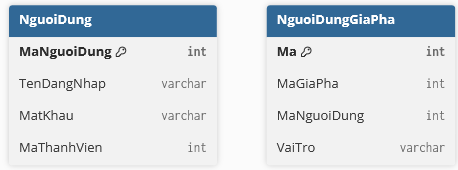 NguoiDung
MaNguoiDung int
TenDangNhap varchar
MatKhau varchar
MaThanhVien int
NguoiDungGiaPha
Ma int
MaGiaPha int
MaNguoiDung int
VaiTro varchar